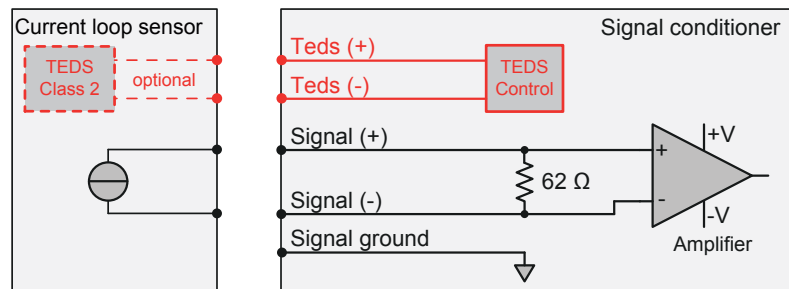 Current loop sensor
TEDS
Class 2
optional
Signal conditioner
Teds (+)
Teds (-)
TEDS
Control
Signal (+)
Signal (-)
Signal ground
62 Ω
+
-
+V
-V
Amplifier